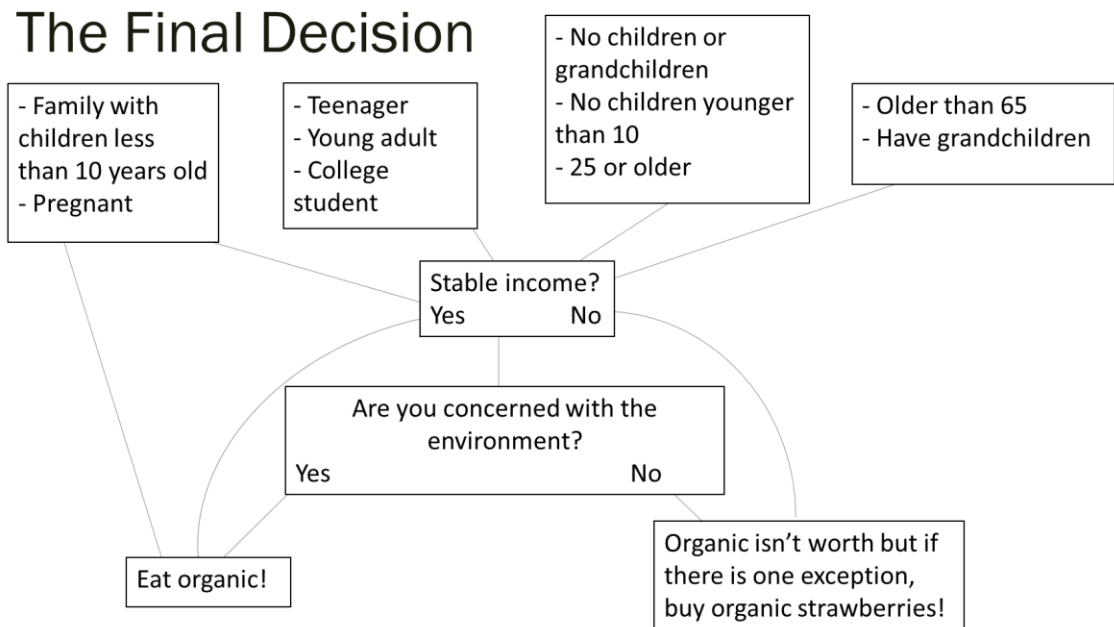 The Final Decision
- Family with
children less
than 10 years old
- Pregnant
- Teenager
- Young adult
- College
student
- No children or
grandchildren
- No children younger
than 10
- 25 or older
- Older than 65
- Have grandchildren
Stable income?
Yes No
Are you concerned with the
environment?
Yes No
Eat organic!
Organic isn’t worth but if
there is one exception,
buy organic strawberries!